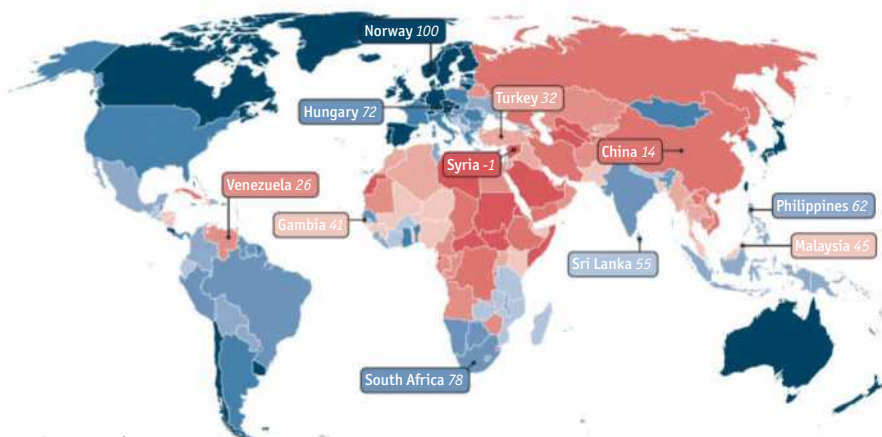 Norway 100
Turkey 32
Hungary 72
China 14
Syria -1
Venezuela 26
Philippines 62
Gambia 41
Malaysia 45
Sri Lanka 55
South Africa 78